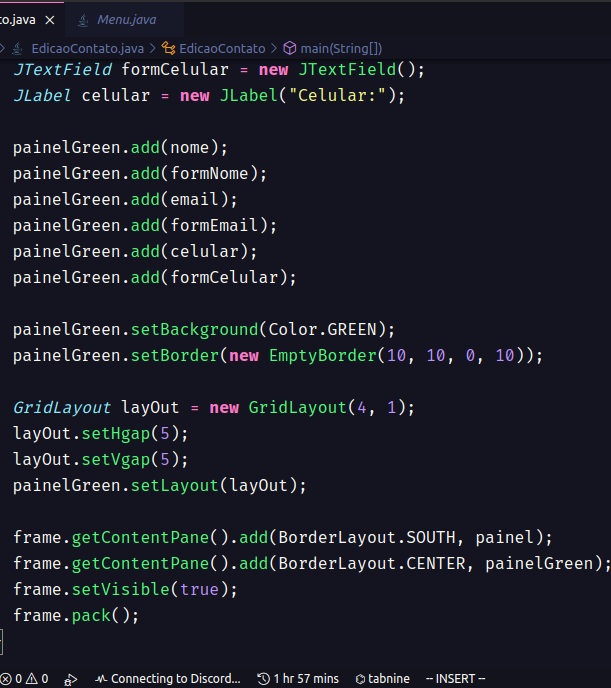 to.java × Menu.java
EdicaoContato.java > EdicaoContato > main(String[])
JTextField formCelular = new JTextField();
JLabel celular = new JLabel("Celular:");
painelGreen.add(nome);
painelGreen.add(formNome);
painelGreen.add(email);
painelGreen.add(formEmail);
painelGreen.add(celular);
painelGreen.add(formCelular);
painelGreen.setBackground(Color.GREEN);
painelGreen.setBorder(new EmptyBorder(10, 10, 0, 10));
GridLayout layOut = new GridLayout(4, 1);
layOut.setHgap(5);
layOut.setVgap(5);
painelGreen.setLayout(layOut);
frame.getContentPane().add(BorderLayout.SOUTH, painel);
frame.getContentPane().add(BorderLayout.CENTER, painelGreen);
frame.setVisible(true);
frame.pack();
0 0 Connecting to Discord... 1 hr 57 mins tabnine -- INSERT --